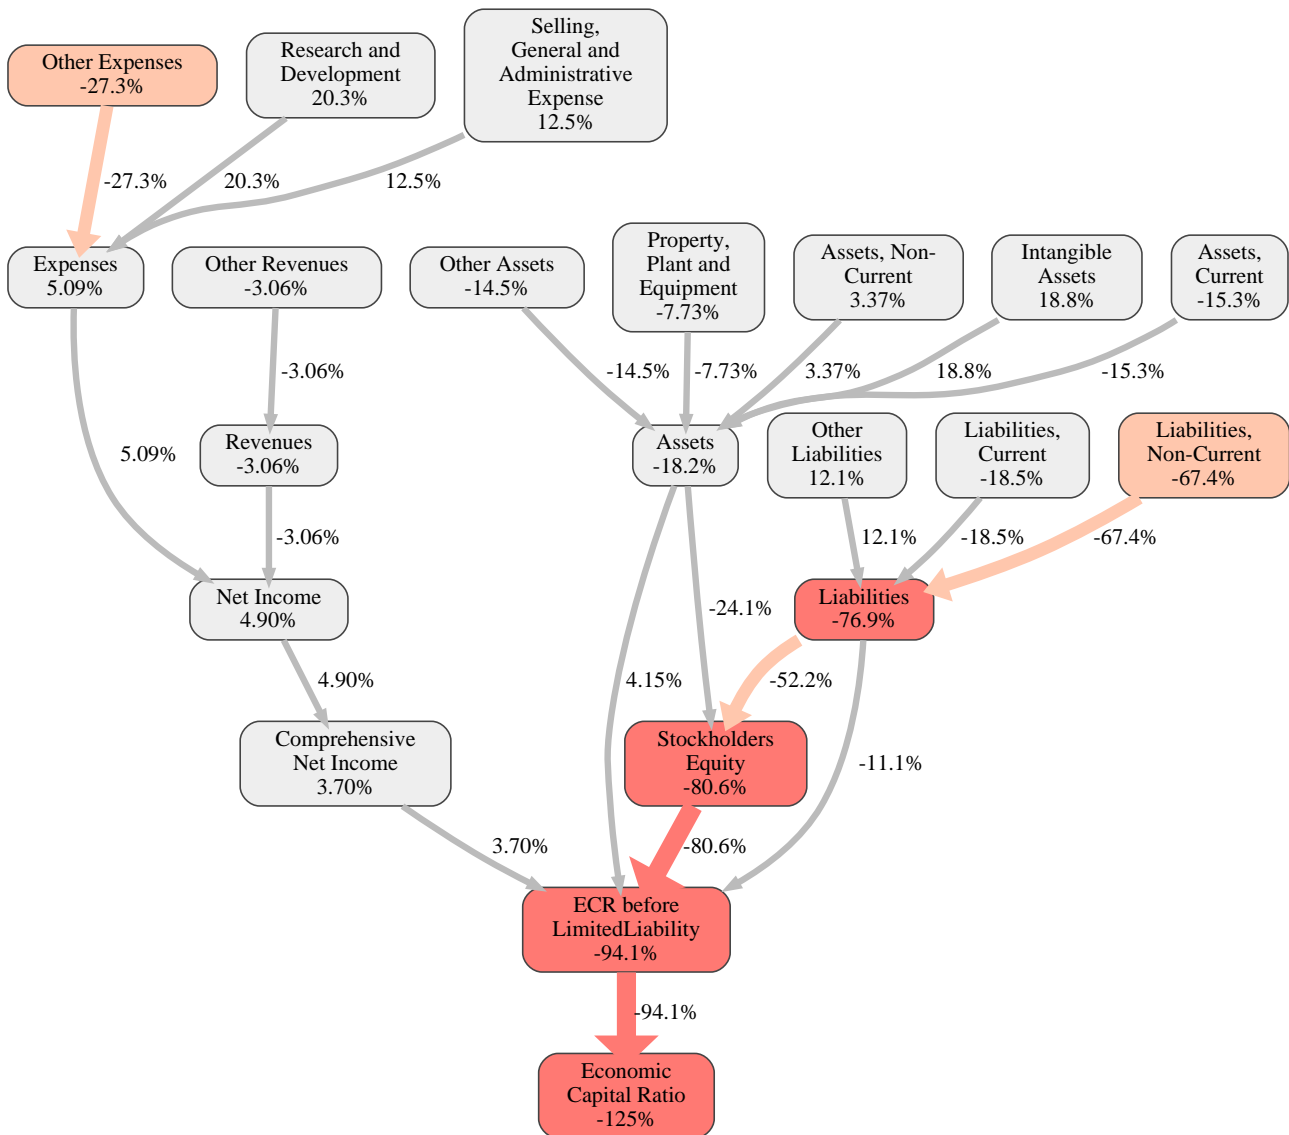 Other Expenses
-27.3%
Research and
Development
20.3%
Selling,
General and
Administrative
Expense
12.5%
-27.3%
20.3%
12.5%
Expenses
5.09%
Other Revenues
-3.06%
Other Assets
-14.5%
Property,
Plant and
Equipment
-7.73%
Assets, Non-
Current
3.37%
Intangible
Assets
18.8%
Assets,
Current
-15.3%
-3.06%
-14.5%
-7.73%
3.37%
18.8%
-15.3%
5.09%
Revenues
-3.06%
Assets
-18.2%
Other
Liabilities
12.1%
Liabilities,
Current
-18.5%
Liabilities,
Non-Current
-67.4%
-3.06%
12.1%
-18.5%
-67.4%
Net Income
4.90%
-24.1%
Liabilities
-76.9%
4.90%
4.15%
-52.2%
Comprehensive
Net Income
3.70%
Stockholders
Equity
-80.6%
-11.1%
3.70%
-80.6%
ECR before
LimitedLiability
-94.1%
-94.1%
Economic
Capital Ratio
-125%